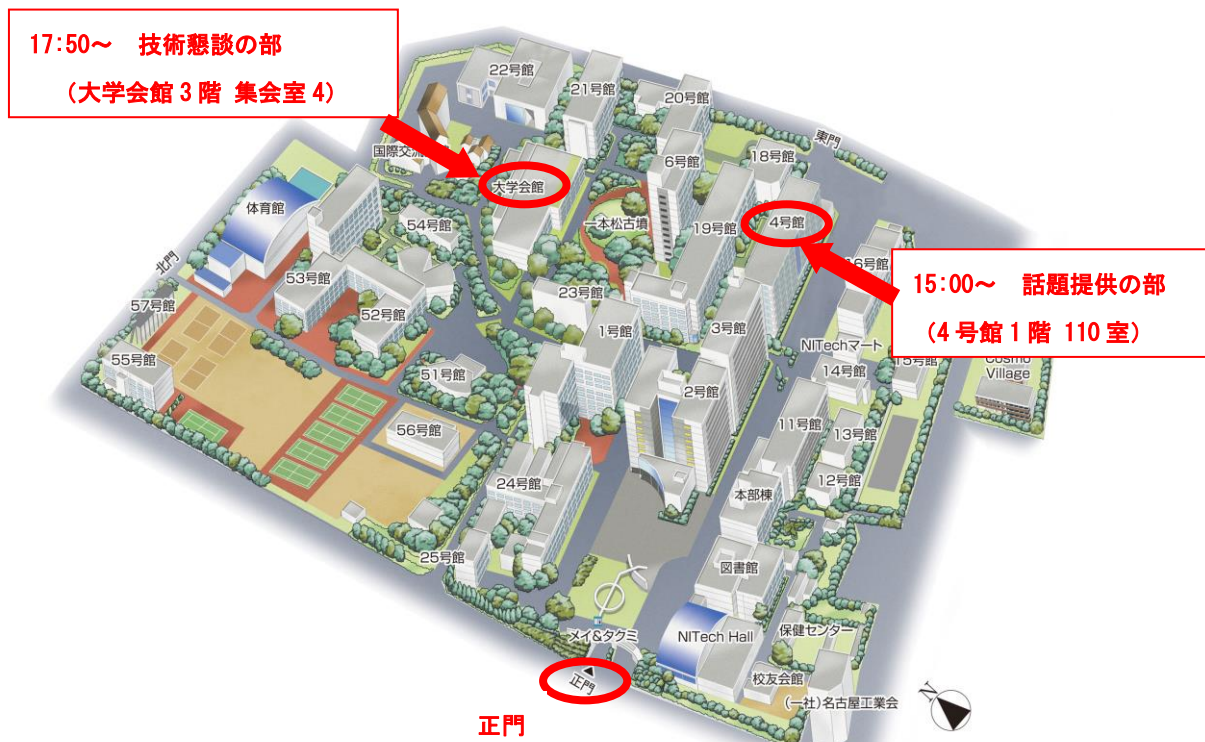 17:50～ 技術懇談の部
（大学会館 3 階 集会室 4）
22号館
21号館
20号館
東門
国際交流
6号館
18号館
大学会館
体育館
一本松古墳
4号館
54号館
19号館
北門
16号館
15:00～ 話題提供の部
（4 号館 1 階 110 室）
53号館
57号館
23号館
52号館
1号館
3号館
NITechマート
55号館
15号館
Cosmo
Village
51号館
14号館
2号館
56号館
11号館
13号館
24号館
12号館
本部棟
25号館
図書館
メイ&タクミ
NITech Hall
保健センター
校友会館
正門
(一社)名古屋工業会
N
正門